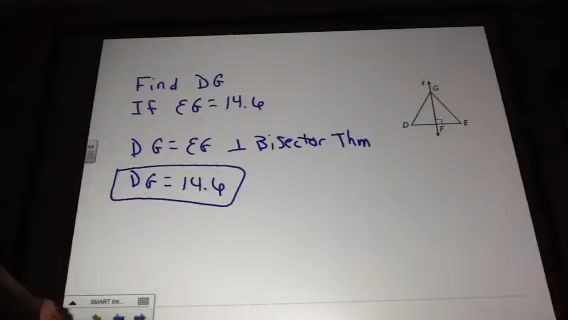 Find DG
If EG = 14.6
DG = EG ⊥ Bisector Thm
DG = 14.6
G
D
F
E
SMART Ink...